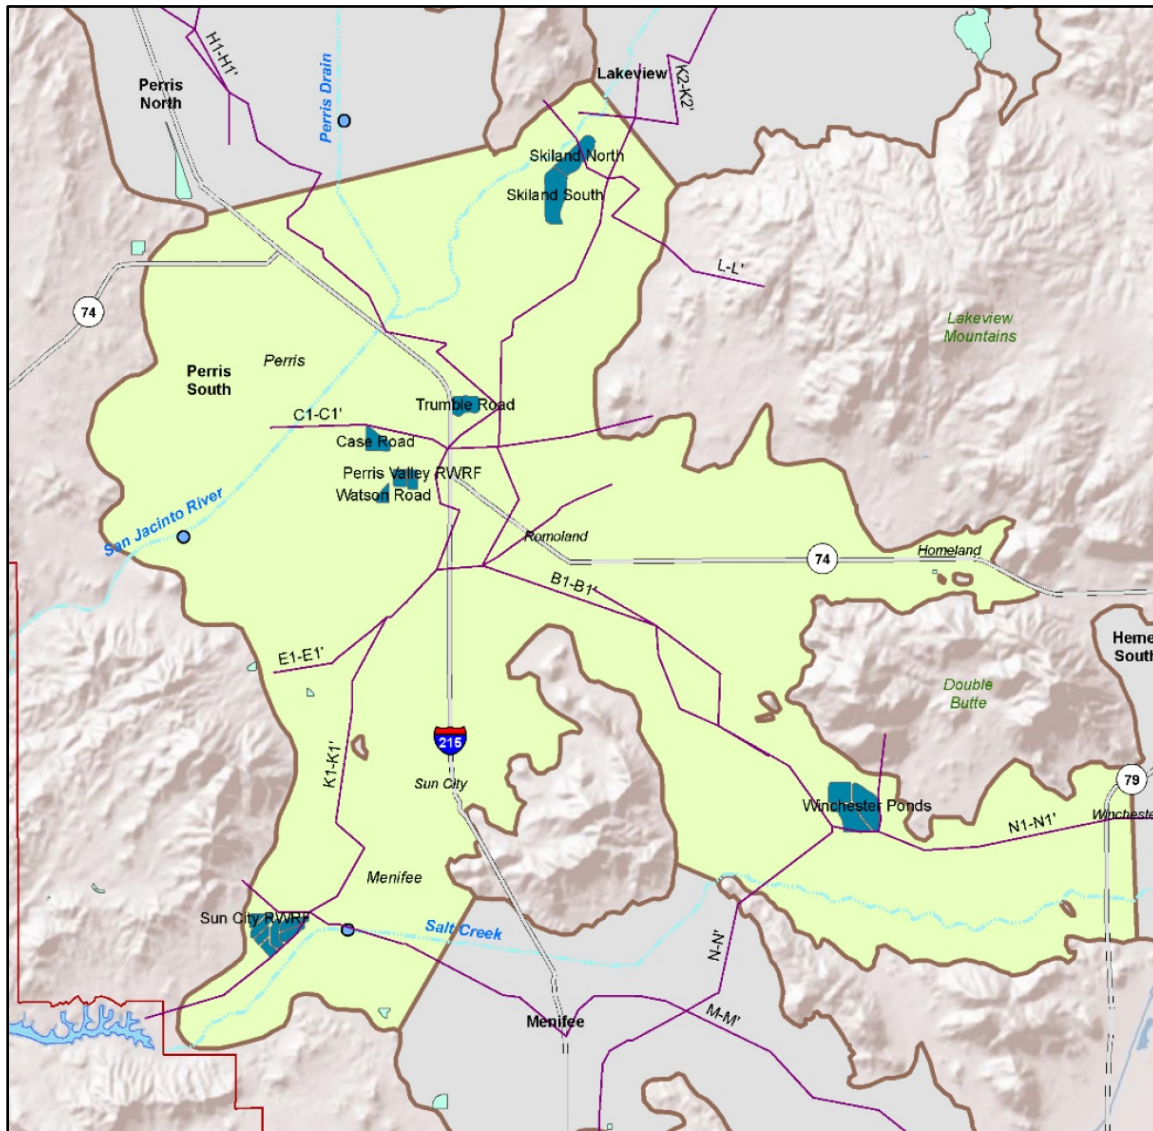 H1-H1'
Perris
North
Perris Drain
Lakeview
K2-K2'
Skiland North
Skiland South
L-L'
74
Lakeview
Mountains
Perris
Perris
South
Trumble Road
C1-C1'
Case Road
Perris Valley RWRF
Watson Road
San Jacinto River
Romoland
74
Homeland
B1-B1'
E1-E1'
Heme
South
Double
Butte
215
K1-K1'
Sun City
79
Winchester Ponds
N1-N1'
Winchester
Menifee
Sun City RWRF
Salt Creek
N-N'
M-M'
Menifee